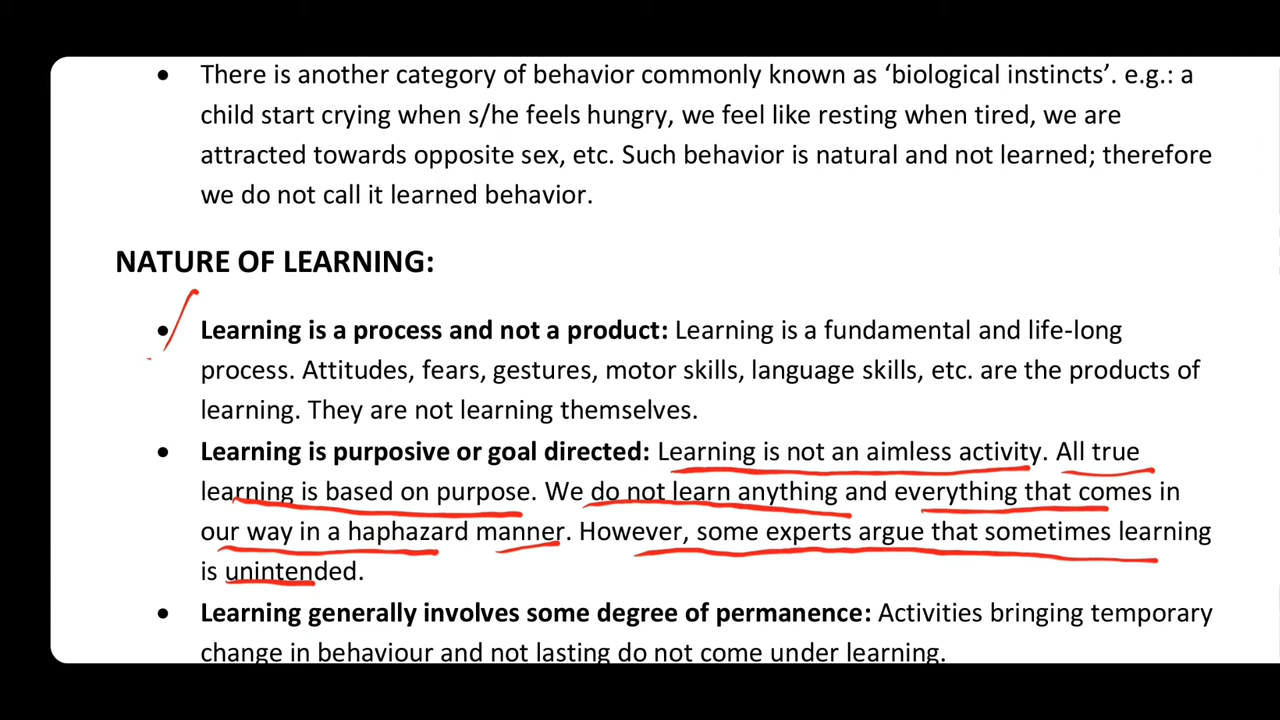 • There is another category of behavior commonly known as ‘biological instincts’. e.g.: a
child start crying when s/he feels hungry, we feel like resting when tired, we are
attracted towards opposite sex, etc. Such behavior is natural and not learned; therefore
we do not call it learned behavior.
NATURE OF LEARNING:
• Learning is a process and not a product: Learning is a fundamental and life-long
process. Attitudes, fears, gestures, motor skills, language skills, etc. are the products of
learning. They are not learning themselves.
• Learning is purposive or goal directed: Learning is not an aimless activity. All true
learning is based on purpose. We do not learn anything and everything that comes in
our way in a haphazard manner. However, some experts argue that sometimes learning
is unintended.
• Learning generally involves some degree of permanence: Activities bringing temporary
change in behaviour and not lasting do not come under learning.